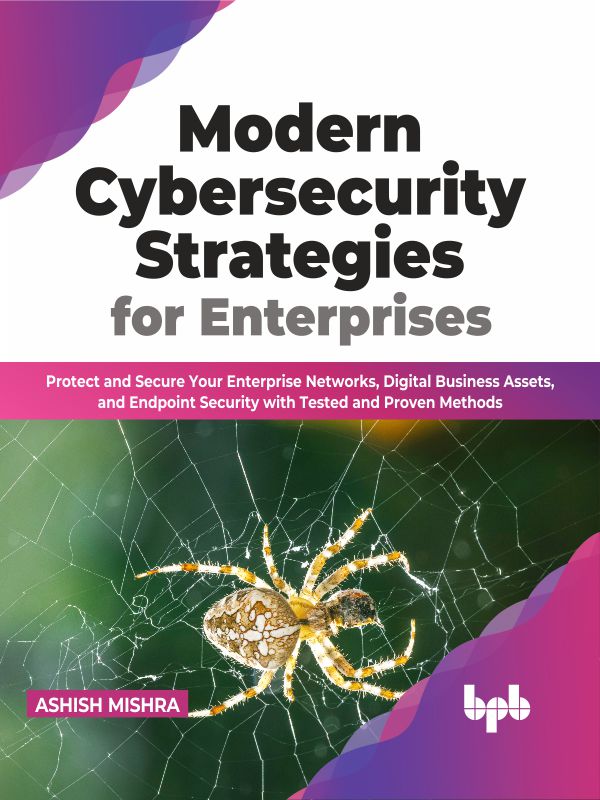 Modern
Cybersecurity
Strategies
for Enterprises
Protect and Secure Your Enterprise Networks, Digital Business Assets,
and Endpoint Security with Tested and Proven Methods
ASHISH MISHRA
bpb